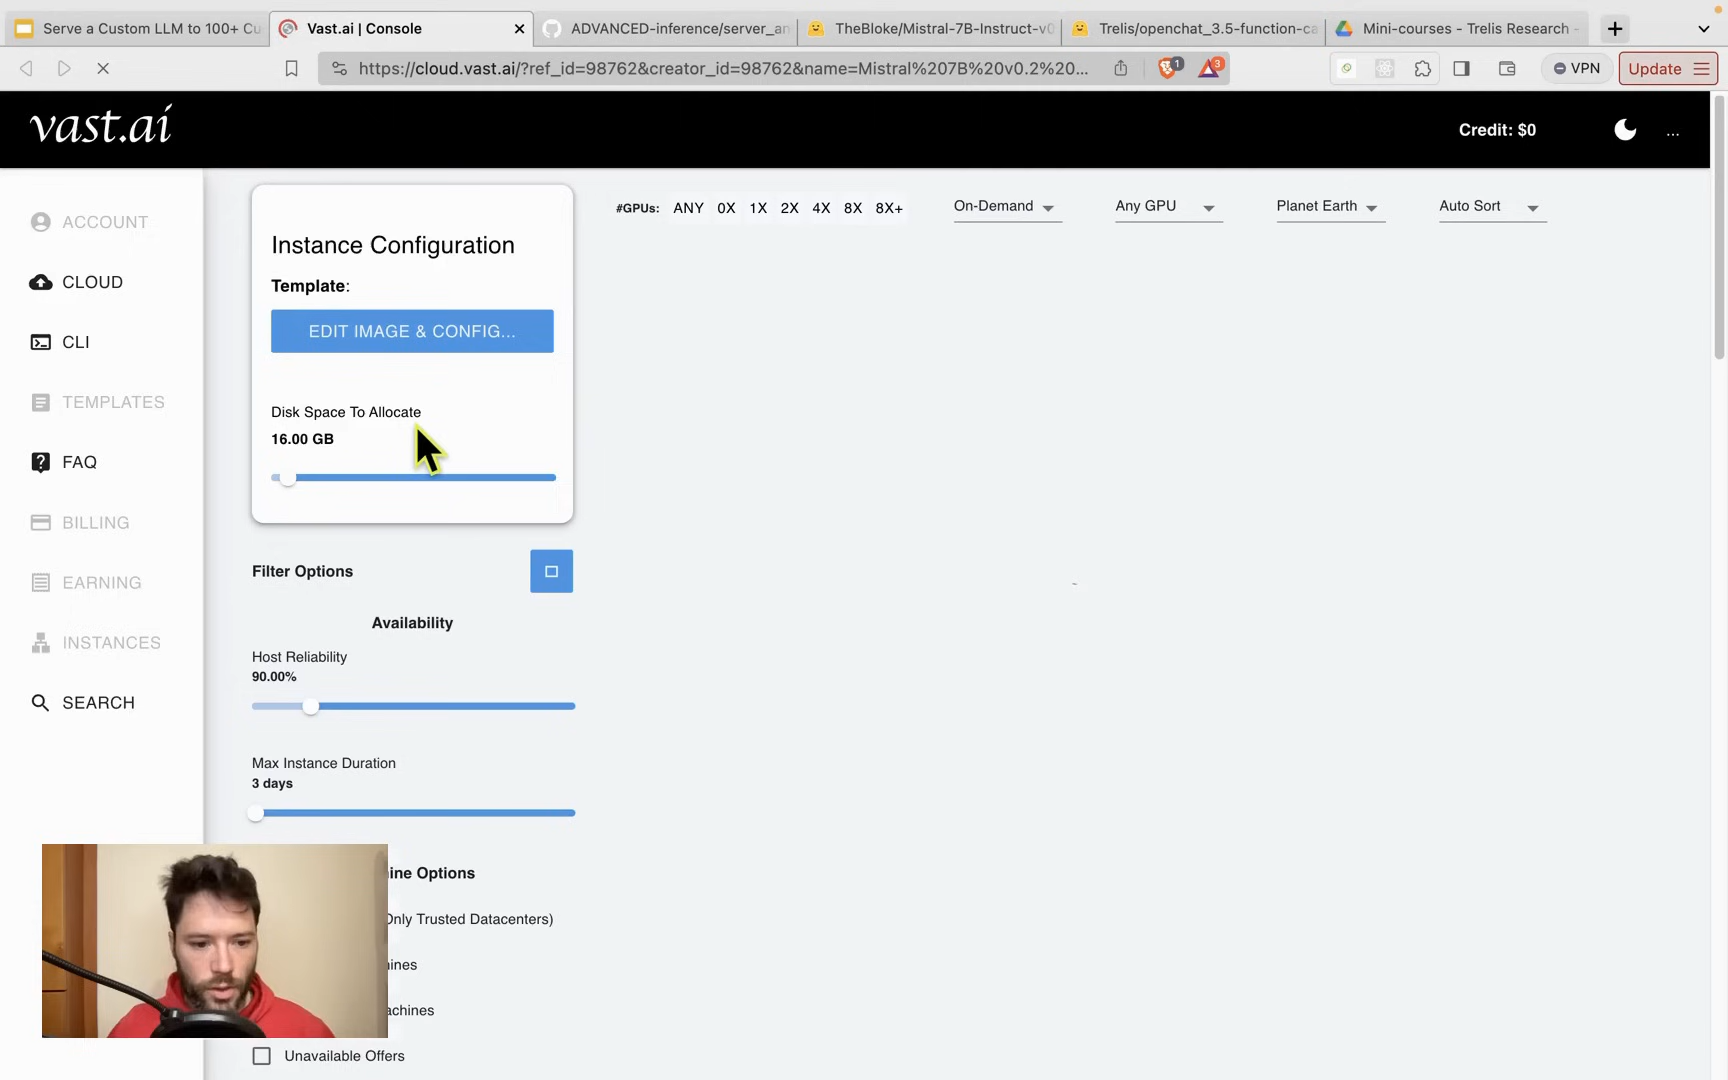 Serve a Custom LLM to 100+ Cu
Vast.ai | Console
ADVANCED-inference/server_an
TheBloke/Mistral-7B-Instruct-v0
Trelis/openchat_3.5-function-ca
Mini-courses - Trelis Research -
https://cloud.vast.ai/?ref_id=98762&creator_id=98762&name=Mistral%207B%20v0.2%20...
1
3
VPN
Update
vast.ai
Credit: $0
...
ACCOUNT
CLOUD
CLI
TEMPLATES
FAQ
BILLING
EARNING
INSTANCES
SEARCH
Instance Configuration
Template:
EDIT IMAGE & CONFIG...
Disk Space To Allocate
16.00 GB
#GPUs: ANY 0X 1X 2X 4X 8X 8X+
On-Demand
Any GPU
Planet Earth
Auto Sort
Filter Options
Availability
Host Reliability
90.00%
Max Instance Duration
3 days
ine Options
Only Trusted Datacenters)
ines
achines
Unavailable Offers